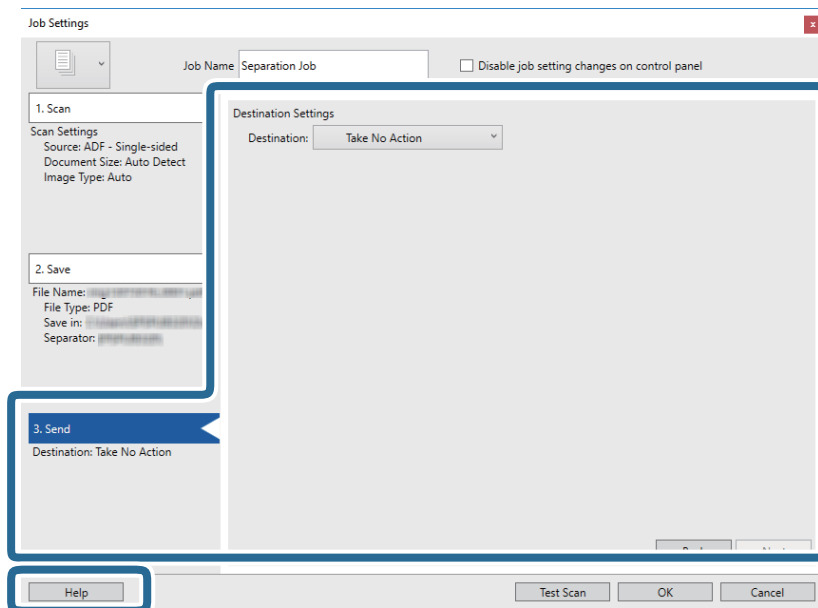 Job Settings
Job Name Separation Job Disable job setting changes on control panel
1. Scan
Scan Settings
Source: ADF - Single-sided
Document Size: Auto Detect
Image Type: Auto
2. Save
File Name:
File Type: PDF
Save in:
Separator:
3. Send
Destination: Take No Action
Destination Settings
Destination: Take No Action
Help
Test Scan
OK
Cancel